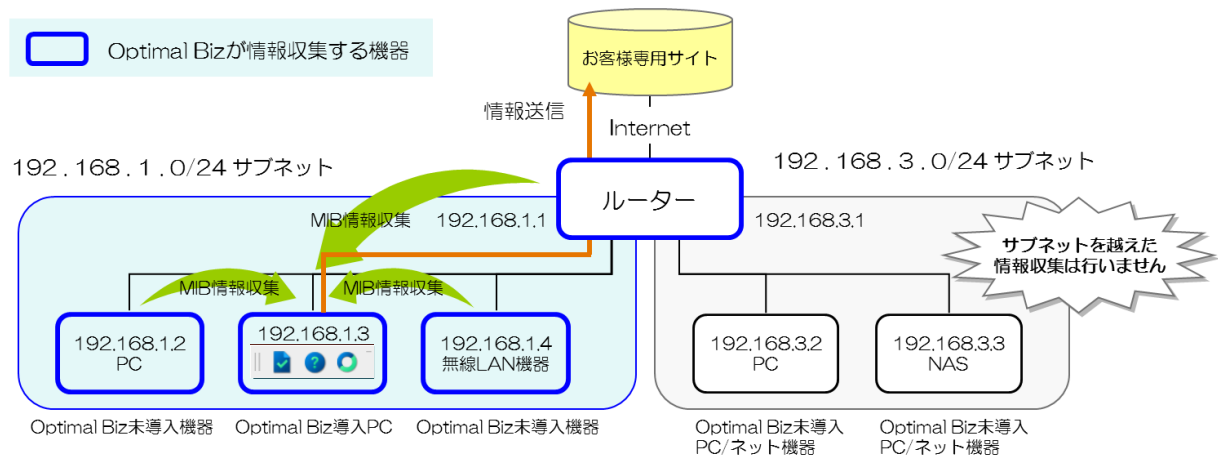 Optimal Bizが情報収集する機器
お客様専用サイト
情報送信
Internet
192.168.1.0/24 サブネット
192.168.3.0/24 サブネット
ルーター
MIB情報収集
192.168.1.1
192.168.3.1
サブネットを越えた
情報収集は行いません
MIB情報収集
MIB情報収集
192.168.1.2
PC
192.168.1.3
192.168.1.4
無線LAN機器
192.168.3.2
PC
192.168.3.3
NAS
Optimal Biz未導入機器
Optimal Biz導入PC
Optimal Biz未導入機器
Optimal Biz未導入
PC/ネット機器
Optimal Biz未導入
PC/ネット機器